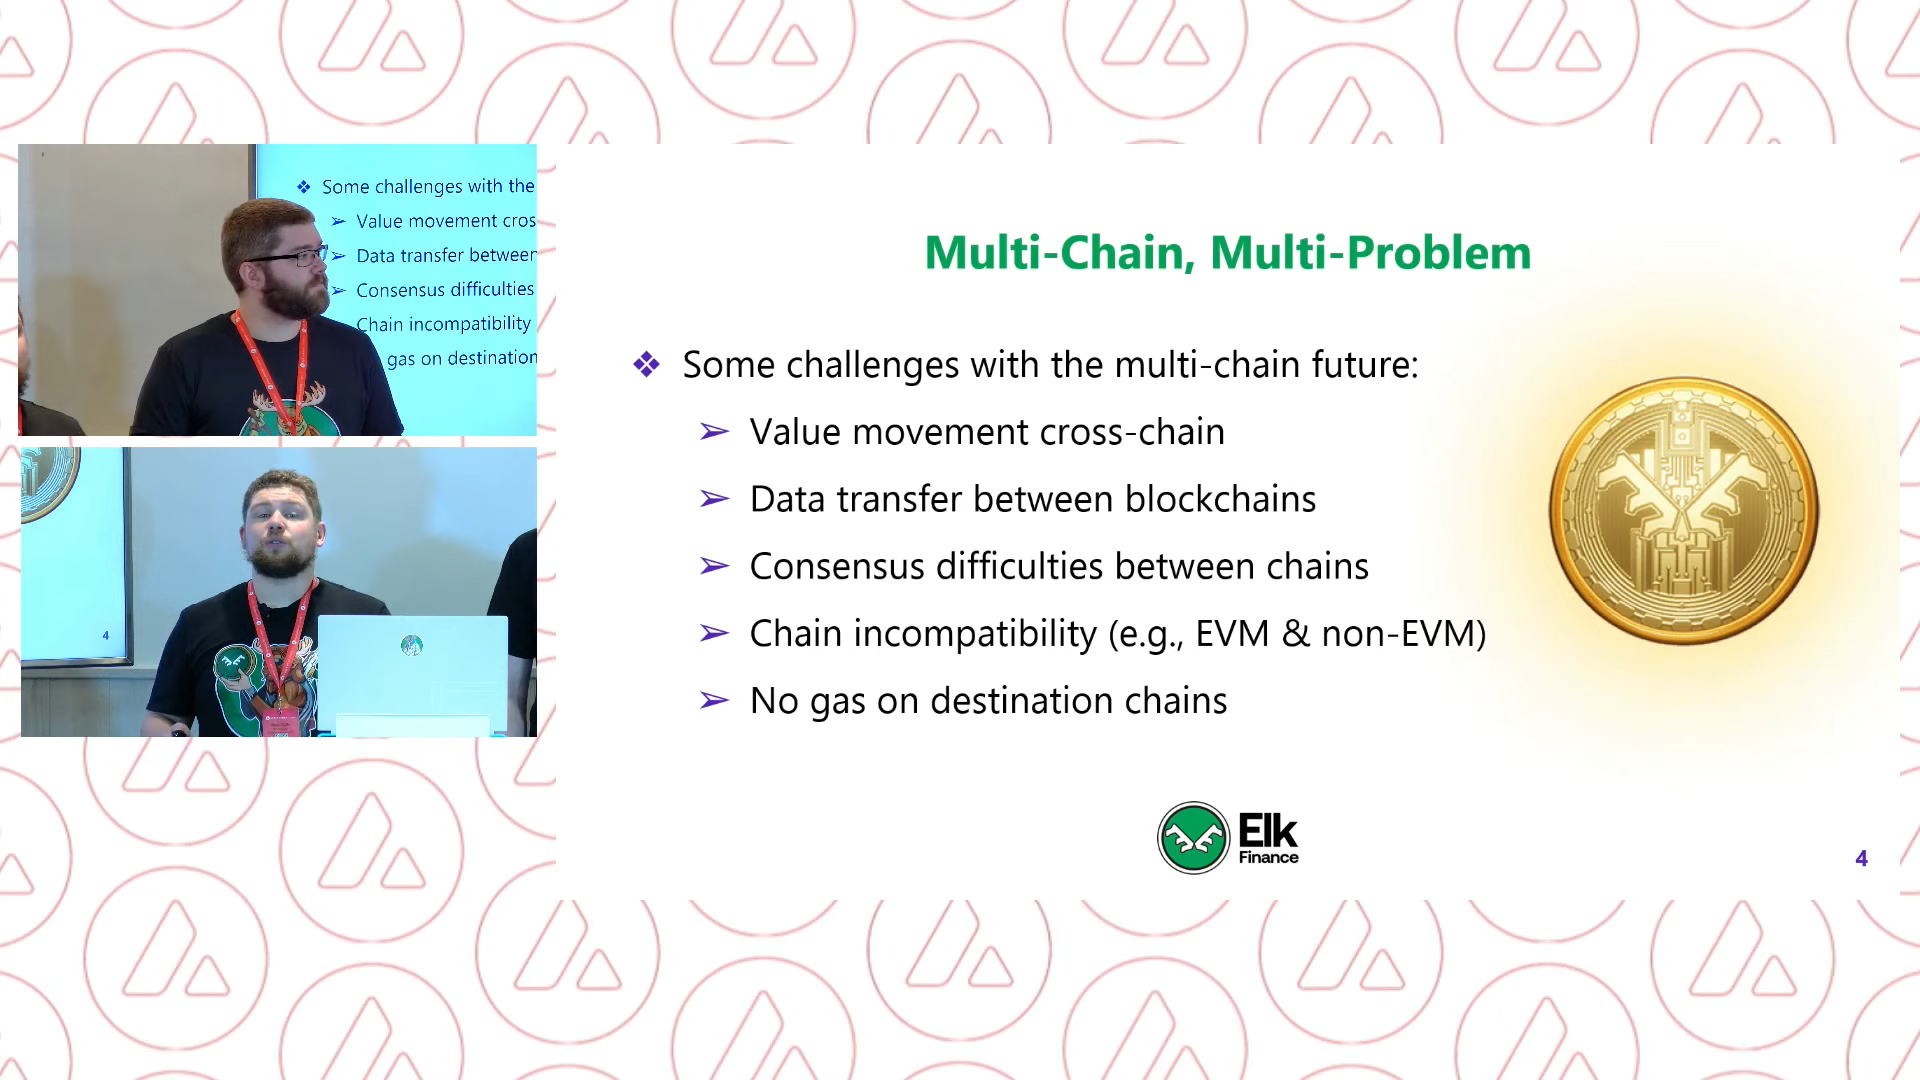 Some challenges with the
Value movement cros
Data transfer between
Consensus difficulties
Chain incompatibility
gas on destination
4
Multi-Chain, Multi-Problem
❖ Some challenges with the multi-chain future:
➢ Value movement cross-chain
➢ Data transfer between blockchains
➢ Consensus difficulties between chains
➢ Chain incompatibility (e.g., EVM & non-EVM)
➢ No gas on destination chains
Elk
Finance
4